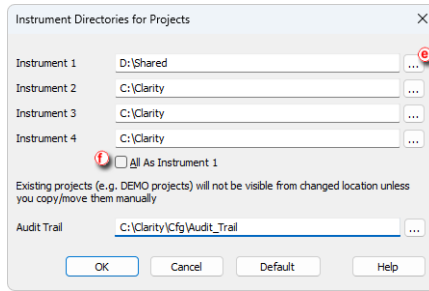 Instrument Directories for Projects
Instrument 1 D:\Shared ... e
Instrument 2 C:\Clarity ...
Instrument 3 C:\Clarity ...
Instrument 4 C:\Clarity ...
f All As Instrument 1
Existing projects (e.g. DEMO projects) will not be visible from changed location unless
you copy/move them manually
Audit Trail C:\Clarity\Cfg\Audit_Trail ...
OK Cancel Default Help